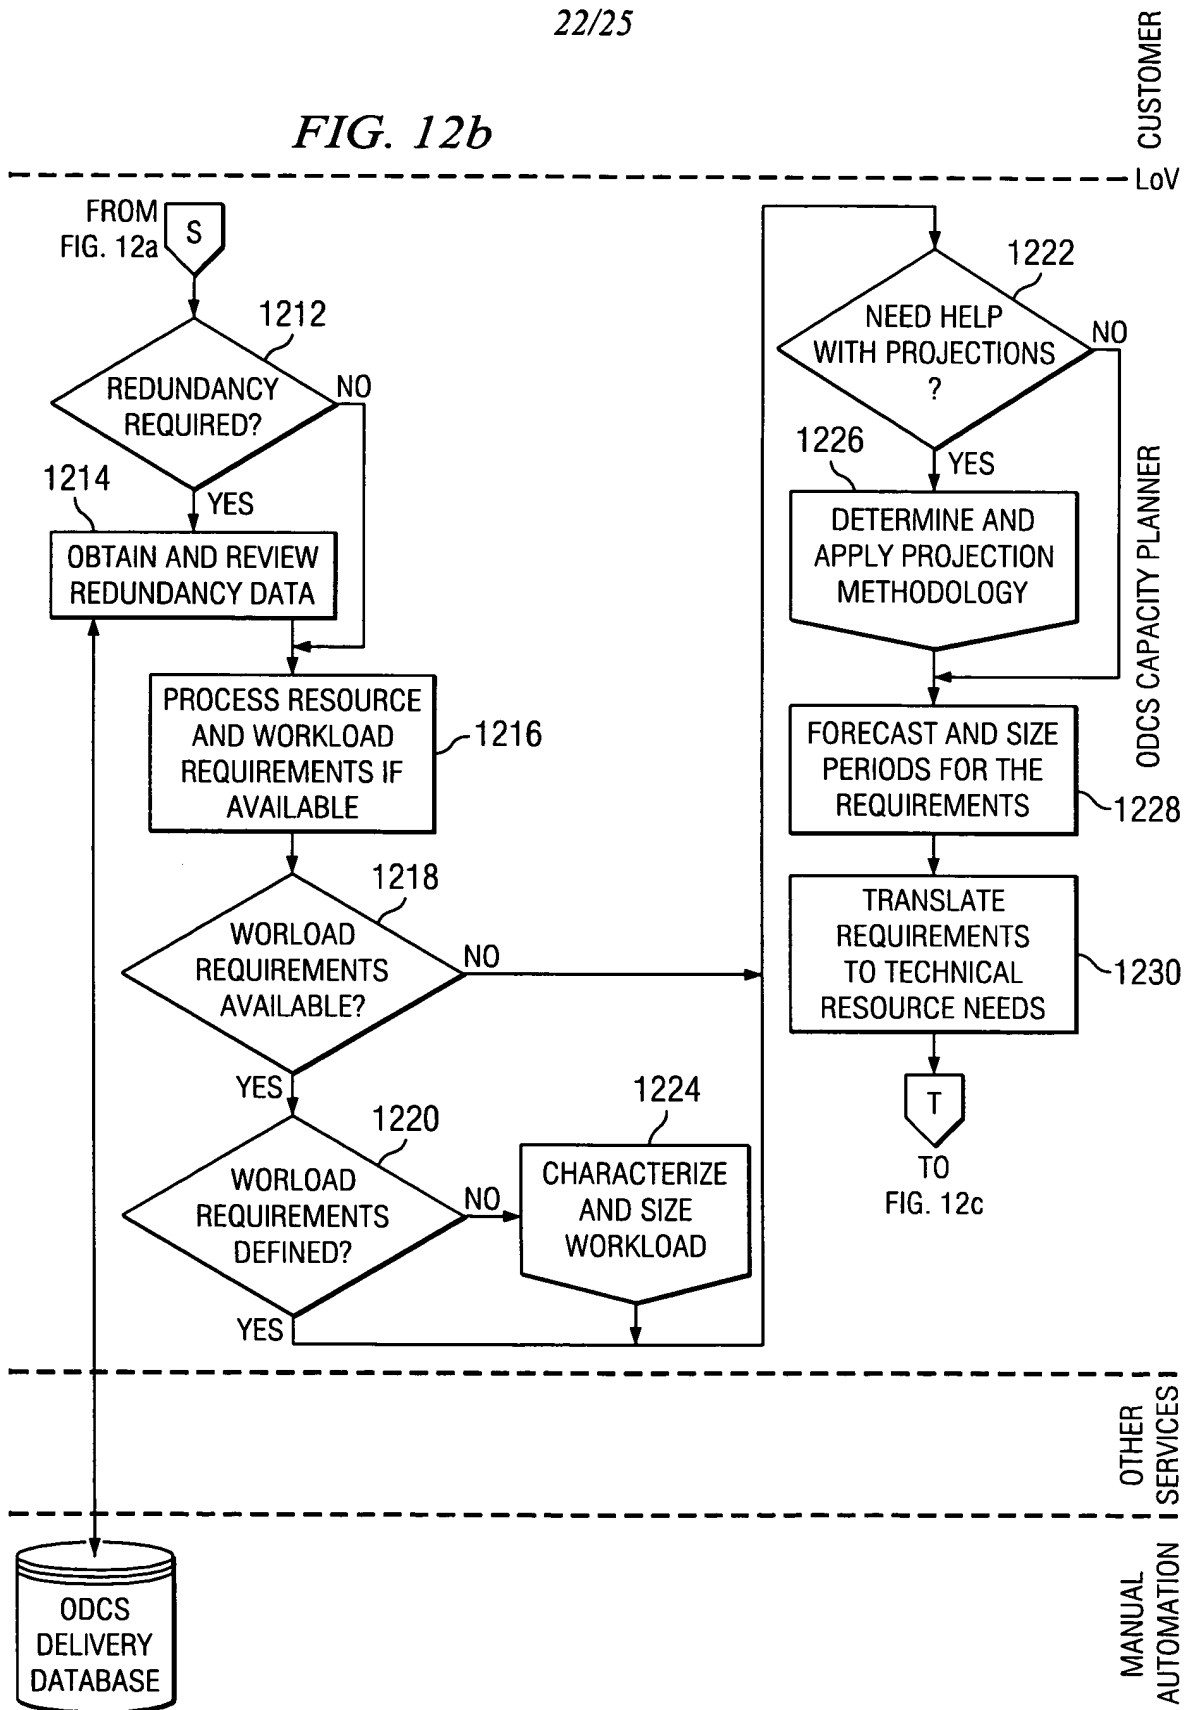 22/25
CUSTOMER
FIG. 12b
LoV
FROM
FIG. 12a
S
1212
REDUNDANCY
REQUIRED?
NO
YES
1214
OBTAIN AND REVIEW
REDUNDANCY DATA
PROCESS RESOURCE
AND WORKLOAD
REQUIREMENTS IF
AVAILABLE
1216
1218
WORLOAD
REQUIREMENTS
AVAILABLE?
NO
YES
1220
WORLOAD
REQUIREMENTS
DEFINED?
NO
YES
1224
CHARACTERIZE
AND SIZE
WORKLOAD
1222
NEED HELP
WITH PROJECTIONS
?
NO
YES
1226
DETERMINE AND
APPLY PROJECTION
METHODOLOGY
FORECAST AND SIZE
PERIODS FOR THE
REQUIREMENTS
1228
TRANSLATE
REQUIREMENTS
TO TECHNICAL
RESOURCE NEEDS
1230
T
TO
FIG. 12c
ODCS CAPACITY PLANNER
OTHER
SERVICES
ODCS
DELIVERY
DATABASE
MANUAL
AUTOMATION